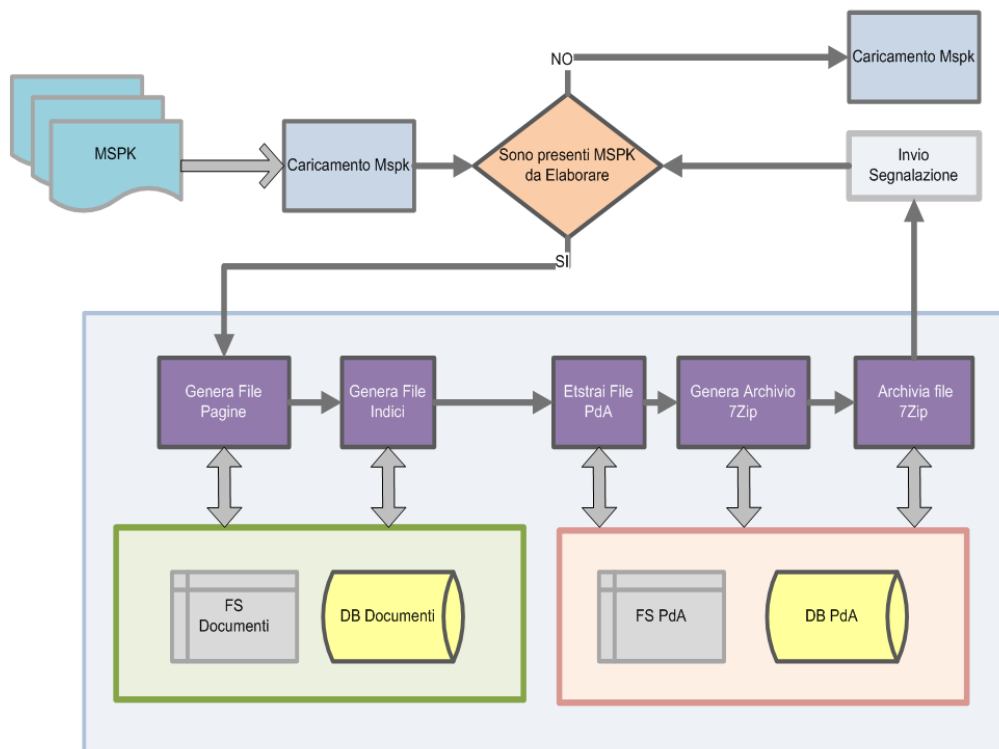 NO
Caricamento Mspk
MSPK
Caricamento Mspk
Sono presenti MSPK
da Elaborare
Invio
Segnalazione
SI
Genera File
Pagine
Genera File
Indici
Etstrai File
PdA
Genera Archivio
7Zip
Archivia file
7Zip
FS
Documenti
DB Documenti
FS PdA
DB PdA